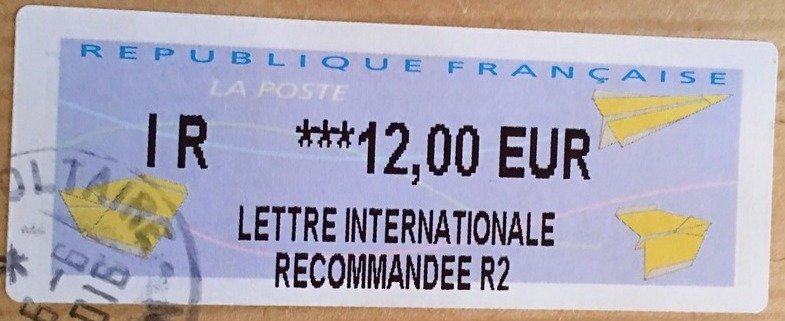 REPUBLIQUE FRANÇAISE
LA POSTE
IR ***12,00 EUR
LETTRE INTERNATIONALE
RECOMMANDEE R2